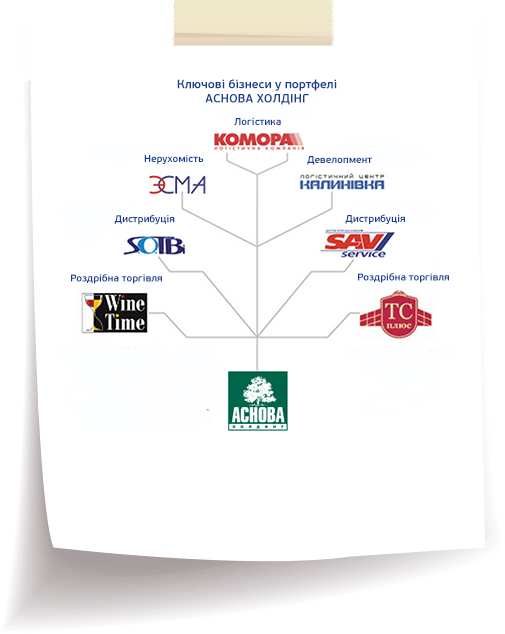 Ключові бізнеси у портфелі
АСНОВА ХОЛДІНГ
Логістика
КОМОРА
ЛОГІСТИЧНА КОМПАНІЯ
Нерухомість
Девелопмент
ЭСМА
ЛОГІСТИЧНИЙ ЦЕНТР
КАЛИНІВКА
Дистрибуція
Дистрибуція
SOTBi
SAV
service
Роздрібна торгівля
Роздрібна торгівля
Wine
Time
ТС
плюс
АСНОВА
ХОЛДИНГ